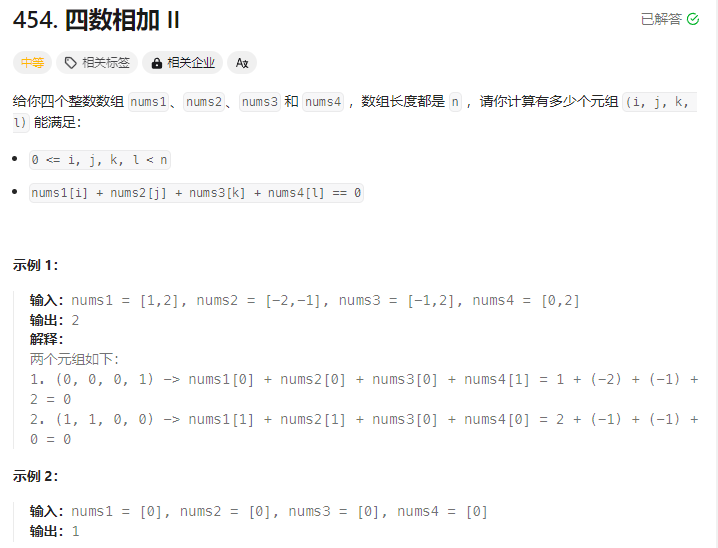 454. 四数相加 II
已解答
中等 相关标签 相关企业 Ax
给你四个整数数组 nums1、nums2、nums3 和 nums4 ，数组长度都是 n ，请你计算有多少个元组 (i, j, k,
l) 能满足：
• 0 <= i, j, k, l < n
• nums1[i] + nums2[j] + nums3[k] + nums4[l] == 0
示例 1：
输入：nums1 = [1,2], nums2 = [-2,-1], nums3 = [-1,2], nums4 = [0,2]
输出：2
解释：
两个元组如下：
1. (0, 0, 0, 1) -> nums1[0] + nums2[0] + nums3[0] + nums4[1] = 1 + (-2) + (-1) +
2 = 0
2. (1, 1, 0, 0) -> nums1[1] + nums2[1] + nums3[0] + nums4[0] = 2 + (-1) + (-1) +
0 = 0
示例 2：
输入：nums1 = [0], nums2 = [0], nums3 = [0], nums4 = [0]
输出：1